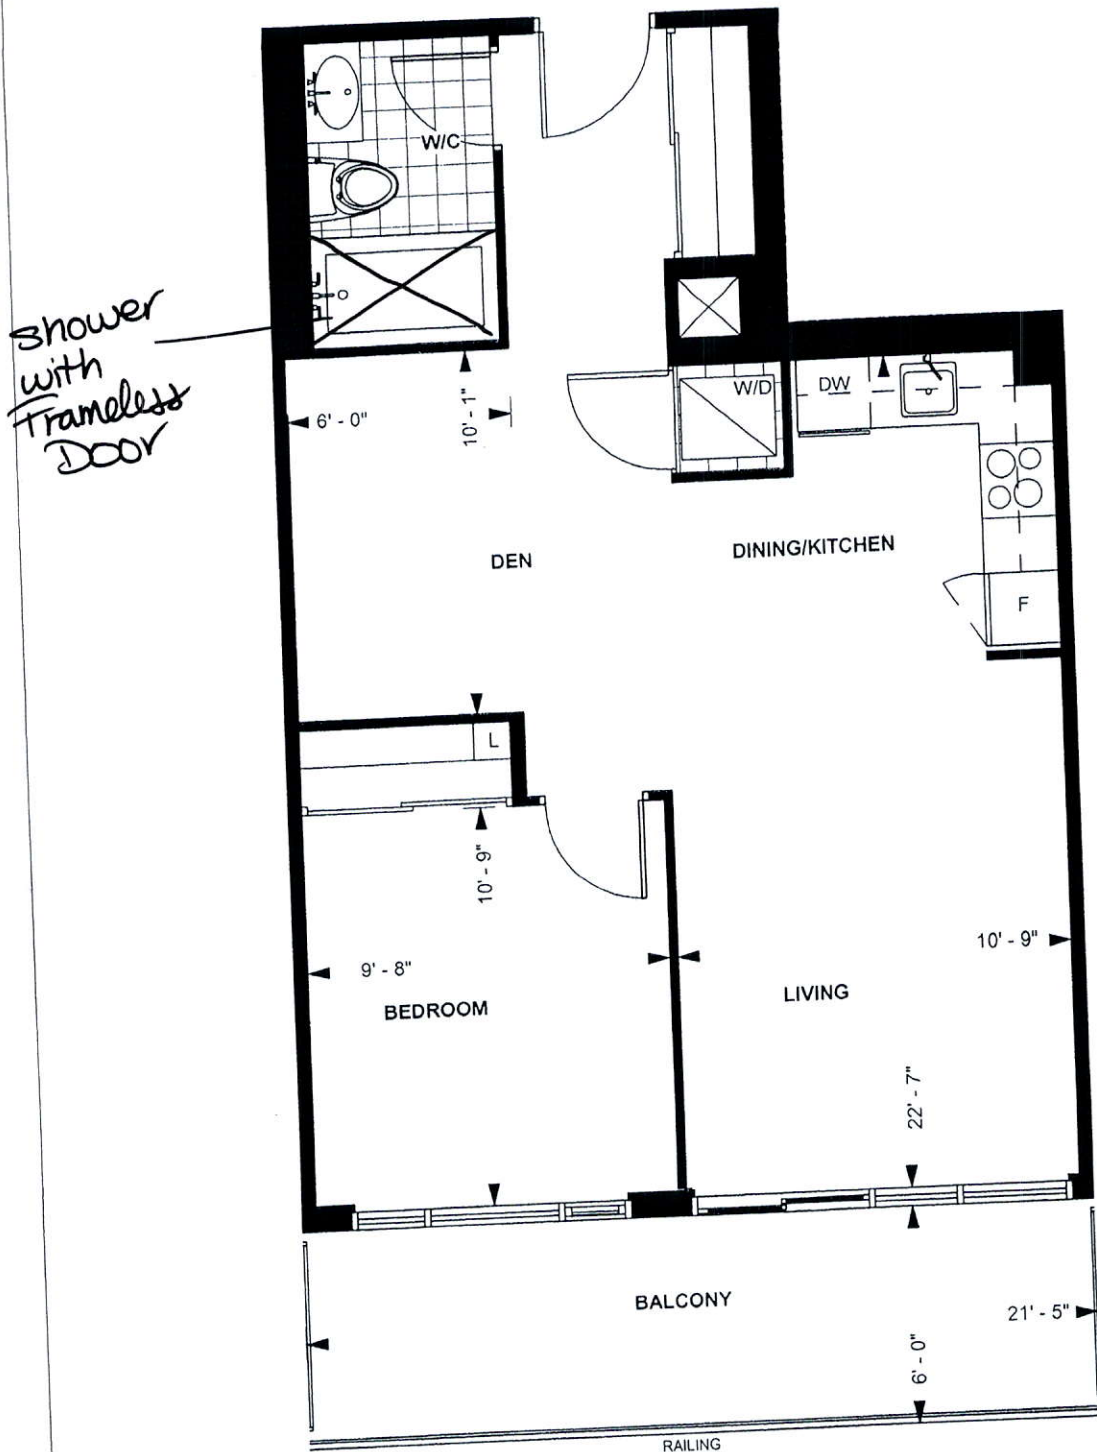 W/C
shower
with
Frameless
DOOR
6' - 0"
10' - 1"
W/D
DW
DEN
DINING/KITCHEN
F
L
10' - 9"
9' - 8"
BEDROOM
10' - 9"
LIVING
22' - 7"
BALCONY
21' - 5"
6' - 0"
RAILING